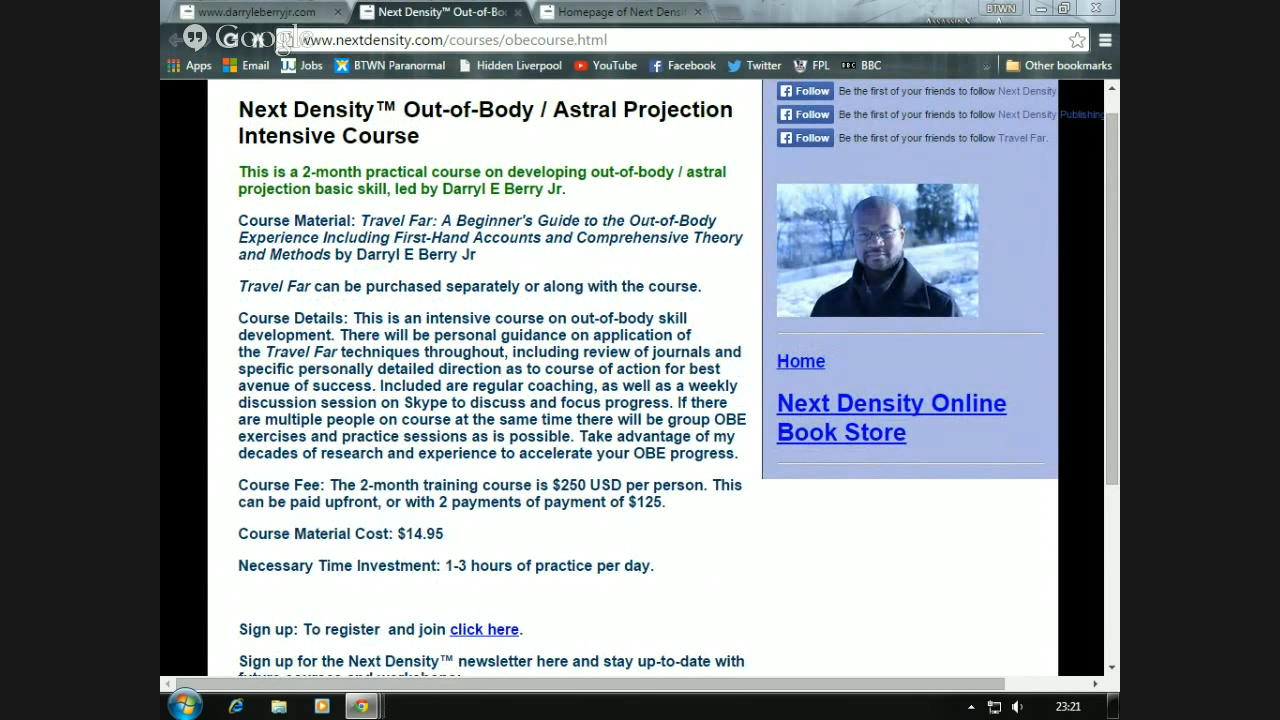 www.darryleberryjr.com
Next Density™ Out-of-Bo
Homepage of Next Densit
BTWN
Google
www.nextdensity.com/courses/obecourse.html
Apps Email Jobs BTWN Paranormal Hidden Liverpool YouTube Facebook Twitter FPL BBC BBC » Other bookmarks
Next Density™ Out-of-Body / Astral Projection
Intensive Course
This is a 2-month practical course on developing out-of-body / astral
projection basic skill, led by Darryl E Berry Jr.
Course Material: Travel Far: A Beginner's Guide to the Out-of-Body
Experience Including First-Hand Accounts and Comprehensive Theory
and Methods by Darryl E Berry Jr
Travel Far can be purchased separately or along with the course.
Course Details: This is an intensive course on out-of-body skill
development. There will be personal guidance on application of
the Travel Far techniques throughout, including review of journals and
specific personally detailed direction as to course of action for best
avenue of success. Included are regular coaching, as well as a weekly
discussion session on Skype to discuss and focus progress. If there
are multiple people on course at the same time there will be group OBE
exercises and practice sessions as is possible. Take advantage of my
decades of research and experience to accelerate your OBE progress.
Course Fee: The 2-month training course is $250 USD per person. This
can be paid upfront, or with 2 payments of payment of $125.
Course Material Cost: $14.95
Necessary Time Investment: 1-3 hours of practice per day.
Sign up: To register and join click here.
Sign up for the Next Density™ newsletter here and stay up-to-date with
Follow Be the first of your friends to follow Next Density
Follow Be the first of your friends to follow Next Density Publishing
Follow Be the first of your friends to follow Travel Far.
Home
Next Density Online
Book Store
23:21